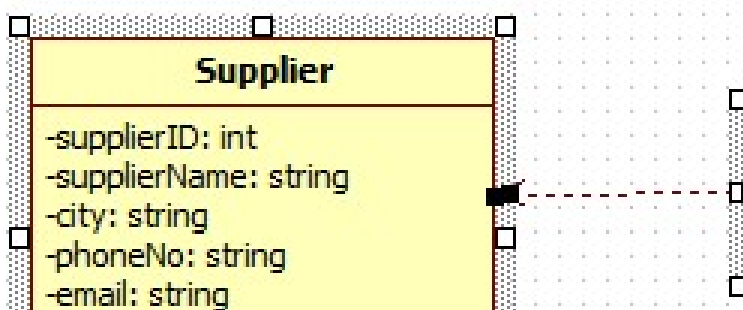 Supplier
-supplierID: int
-supplierName: string
-city: string
-phoneNo: string
-email: string